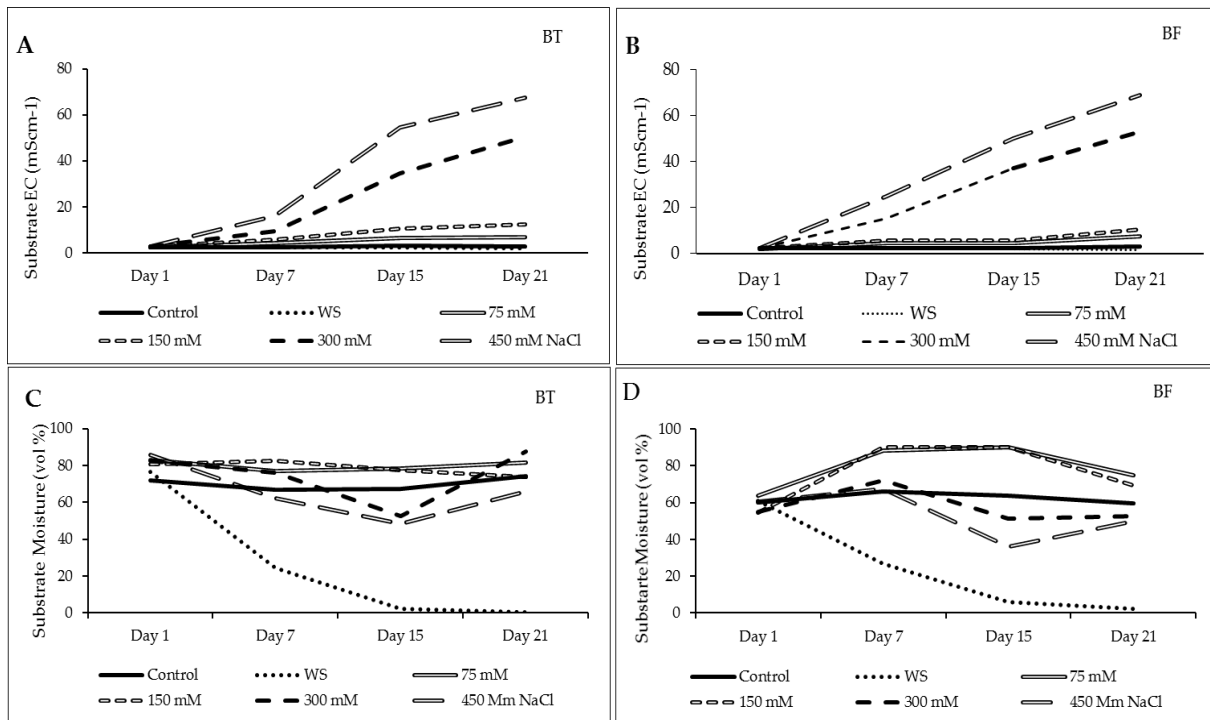 A
BT
Substrate EC (mScm-1)
80
60
40
20
0
Day 1 Day 7 Day 15 Day 21
Control WS 75 mM
150 mM 300 mM 450 mM NaCl
B
BF
Substrate EC (mScm-1)
80
60
40
20
0
Day 1 Day 7 Day 15 Day 21
Control WS 75 mM
150 mM 300 mM 450 mM NaCl
C
BT
Substrate Moisture (vol %)
100
80
60
40
20
0
Day 1 Day 7 Day 15 Day 21
Control WS 75 mM
150 mM 300 mM 450 Mm NaCl
D
BF
Substarte Moisture (vol %)
100
80
60
40
20
0
Day 1 Day 7 Day 15 Day 21
Control WS 75 mM
150 mM 300 mM 450 Mm NaCl